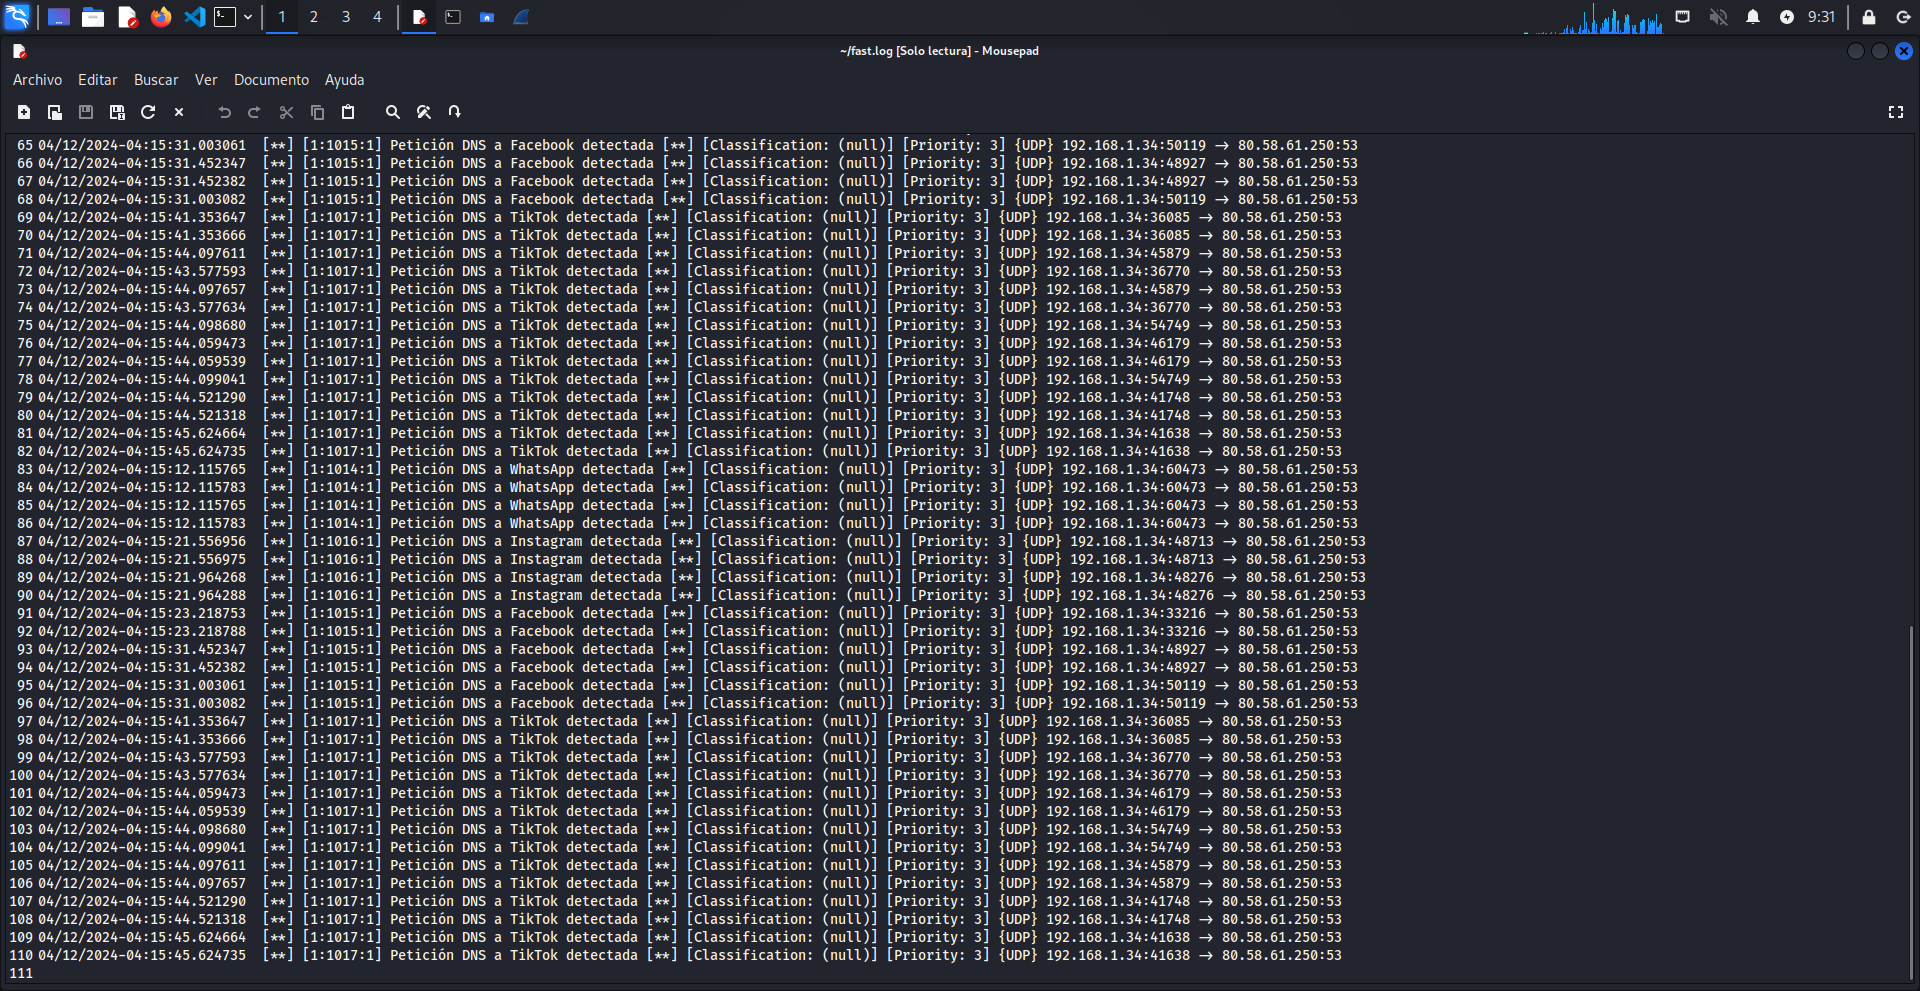 1 2 3 4 9:31
~/fast.log [Solo lectura] - Mousepad
Archivo Editar Buscar Ver Documento Ayuda
65 04/12/2024-04:15:31.003061  [**] [1:1015:1] Petición DNS a Facebook detectada [**] [Classification: (null)] [Priority: 3] {UDP} 192.168.1.34:50119 → 80.58.61.250:53
66 04/12/2024-04:15:31.452347  [**] [1:1015:1] Petición DNS a Facebook detectada [**] [Classification: (null)] [Priority: 3] {UDP} 192.168.1.34:48927 → 80.58.61.250:53
67 04/12/2024-04:15:31.452382  [**] [1:1015:1] Petición DNS a Facebook detectada [**] [Classification: (null)] [Priority: 3] {UDP} 192.168.1.34:48927 → 80.58.61.250:53
68 04/12/2024-04:15:31.003082  [**] [1:1015:1] Petición DNS a Facebook detectada [**] [Classification: (null)] [Priority: 3] {UDP} 192.168.1.34:50119 → 80.58.61.250:53
69 04/12/2024-04:15:41.353647  [**] [1:1017:1] Petición DNS a TikTok detectada [**] [Classification: (null)] [Priority: 3] {UDP} 192.168.1.34:36085 → 80.58.61.250:53
70 04/12/2024-04:15:41.353666  [**] [1:1017:1] Petición DNS a TikTok detectada [**] [Classification: (null)] [Priority: 3] {UDP} 192.168.1.34:36085 → 80.58.61.250:53
71 04/12/2024-04:15:44.097611  [**] [1:1017:1] Petición DNS a TikTok detectada [**] [Classification: (null)] [Priority: 3] {UDP} 192.168.1.34:45879 → 80.58.61.250:53
72 04/12/2024-04:15:43.577593  [**] [1:1017:1] Petición DNS a TikTok detectada [**] [Classification: (null)] [Priority: 3] {UDP} 192.168.1.34:36770 → 80.58.61.250:53
73 04/12/2024-04:15:44.097657  [**] [1:1017:1] Petición DNS a TikTok detectada [**] [Classification: (null)] [Priority: 3] {UDP} 192.168.1.34:45879 → 80.58.61.250:53
74 04/12/2024-04:15:43.577634  [**] [1:1017:1] Petición DNS a TikTok detectada [**] [Classification: (null)] [Priority: 3] {UDP} 192.168.1.34:36770 → 80.58.61.250:53
75 04/12/2024-04:15:44.098680  [**] [1:1017:1] Petición DNS a TikTok detectada [**] [Classification: (null)] [Priority: 3] {UDP} 192.168.1.34:54749 → 80.58.61.250:53
76 04/12/2024-04:15:44.059473  [**] [1:1017:1] Petición DNS a TikTok detectada [**] [Classification: (null)] [Priority: 3] {UDP} 192.168.1.34:46179 → 80.58.61.250:53
77 04/12/2024-04:15:44.059539  [**] [1:1017:1] Petición DNS a TikTok detectada [**] [Classification: (null)] [Priority: 3] {UDP} 192.168.1.34:46179 → 80.58.61.250:53
78 04/12/2024-04:15:44.099041  [**] [1:1017:1] Petición DNS a TikTok detectada [**] [Classification: (null)] [Priority: 3] {UDP} 192.168.1.34:54749 → 80.58.61.250:53
79 04/12/2024-04:15:44.521290  [**] [1:1017:1] Petición DNS a TikTok detectada [**] [Classification: (null)] [Priority: 3] {UDP} 192.168.1.34:41748 → 80.58.61.250:53
80 04/12/2024-04:15:44.521318  [**] [1:1017:1] Petición DNS a TikTok detectada [**] [Classification: (null)] [Priority: 3] {UDP} 192.168.1.34:41748 → 80.58.61.250:53
81 04/12/2024-04:15:45.624664  [**] [1:1017:1] Petición DNS a TikTok detectada [**] [Classification: (null)] [Priority: 3] {UDP} 192.168.1.34:41638 → 80.58.61.250:53
82 04/12/2024-04:15:45.624735  [**] [1:1017:1] Petición DNS a TikTok detectada [**] [Classification: (null)] [Priority: 3] {UDP} 192.168.1.34:41638 → 80.58.61.250:53
83 04/12/2024-04:15:12.115765  [**] [1:1014:1] Petición DNS a WhatsApp detectada [**] [Classification: (null)] [Priority: 3] {UDP} 192.168.1.34:60473 → 80.58.61.250:53
84 04/12/2024-04:15:12.115783  [**] [1:1014:1] Petición DNS a WhatsApp detectada [**] [Classification: (null)] [Priority: 3] {UDP} 192.168.1.34:60473 → 80.58.61.250:53
85 04/12/2024-04:15:12.115765  [**] [1:1014:1] Petición DNS a WhatsApp detectada [**] [Classification: (null)] [Priority: 3] {UDP} 192.168.1.34:60473 → 80.58.61.250:53
86 04/12/2024-04:15:12.115783  [**] [1:1014:1] Petición DNS a WhatsApp detectada [**] [Classification: (null)] [Priority: 3] {UDP} 192.168.1.34:60473 → 80.58.61.250:53
87 04/12/2024-04:15:21.556956  [**] [1:1016:1] Petición DNS a Instagram detectada [**] [Classification: (null)] [Priority: 3] {UDP} 192.168.1.34:48713 → 80.58.61.250:53
88 04/12/2024-04:15:21.556975  [**] [1:1016:1] Petición DNS a Instagram detectada [**] [Classification: (null)] [Priority: 3] {UDP} 192.168.1.34:48713 → 80.58.61.250:53
89 04/12/2024-04:15:21.964268  [**] [1:1016:1] Petición DNS a Instagram detectada [**] [Classification: (null)] [Priority: 3] {UDP} 192.168.1.34:48276 → 80.58.61.250:53
90 04/12/2024-04:15:21.964288  [**] [1:1016:1] Petición DNS a Instagram detectada [**] [Classification: (null)] [Priority: 3] {UDP} 192.168.1.34:48276 → 80.58.61.250:53
91 04/12/2024-04:15:23.218753  [**] [1:1015:1] Petición DNS a Facebook detectada [**] [Classification: (null)] [Priority: 3] {UDP} 192.168.1.34:33216 → 80.58.61.250:53
92 04/12/2024-04:15:23.218788  [**] [1:1015:1] Petición DNS a Facebook detectada [**] [Classification: (null)] [Priority: 3] {UDP} 192.168.1.34:33216 → 80.58.61.250:53
93 04/12/2024-04:15:31.452347  [**] [1:1015:1] Petición DNS a Facebook detectada [**] [Classification: (null)] [Priority: 3] {UDP} 192.168.1.34:48927 → 80.58.61.250:53
94 04/12/2024-04:15:31.452382  [**] [1:1015:1] Petición DNS a Facebook detectada [**] [Classification: (null)] [Priority: 3] {UDP} 192.168.1.34:48927 → 80.58.61.250:53
95 04/12/2024-04:15:31.003061  [**] [1:1015:1] Petición DNS a Facebook detectada [**] [Classification: (null)] [Priority: 3] {UDP} 192.168.1.34:50119 → 80.58.61.250:53
96 04/12/2024-04:15:31.003082  [**] [1:1015:1] Petición DNS a Facebook detectada [**] [Classification: (null)] [Priority: 3] {UDP} 192.168.1.34:50119 → 80.58.61.250:53
97 04/12/2024-04:15:41.353647  [**] [1:1017:1] Petición DNS a TikTok detectada [**] [Classification: (null)] [Priority: 3] {UDP} 192.168.1.34:36085 → 80.58.61.250:53
98 04/12/2024-04:15:41.353666  [**] [1:1017:1] Petición DNS a TikTok detectada [**] [Classification: (null)] [Priority: 3] {UDP} 192.168.1.34:36085 → 80.58.61.250:53
99 04/12/2024-04:15:43.577593  [**] [1:1017:1] Petición DNS a TikTok detectada [**] [Classification: (null)] [Priority: 3] {UDP} 192.168.1.34:36770 → 80.58.61.250:53
100 04/12/2024-04:15:43.577634  [**] [1:1017:1] Petición DNS a TikTok detectada [**] [Classification: (null)] [Priority: 3] {UDP} 192.168.1.34:36770 → 80.58.61.250:53
101 04/12/2024-04:15:44.059473  [**] [1:1017:1] Petición DNS a TikTok detectada [**] [Classification: (null)] [Priority: 3] {UDP} 192.168.1.34:46179 → 80.58.61.250:53
102 04/12/2024-04:15:44.059539  [**] [1:1017:1] Petición DNS a TikTok detectada [**] [Classification: (null)] [Priority: 3] {UDP} 192.168.1.34:46179 → 80.58.61.250:53
103 04/12/2024-04:15:44.098680  [**] [1:1017:1] Petición DNS a TikTok detectada [**] [Classification: (null)] [Priority: 3] {UDP} 192.168.1.34:54749 → 80.58.61.250:53
104 04/12/2024-04:15:44.099041  [**] [1:1017:1] Petición DNS a TikTok detectada [**] [Classification: (null)] [Priority: 3] {UDP} 192.168.1.34:54749 → 80.58.61.250:53
105 04/12/2024-04:15:44.097611  [**] [1:1017:1] Petición DNS a TikTok detectada [**] [Classification: (null)] [Priority: 3] {UDP} 192.168.1.34:45879 → 80.58.61.250:53
106 04/12/2024-04:15:44.097657  [**] [1:1017:1] Petición DNS a TikTok detectada [**] [Classification: (null)] [Priority: 3] {UDP} 192.168.1.34:45879 → 80.58.61.250:53
107 04/12/2024-04:15:44.521290  [**] [1:1017:1] Petición DNS a TikTok detectada [**] [Classification: (null)] [Priority: 3] {UDP} 192.168.1.34:41748 → 80.58.61.250:53
108 04/12/2024-04:15:44.521318  [**] [1:1017:1] Petición DNS a TikTok detectada [**] [Classification: (null)] [Priority: 3] {UDP} 192.168.1.34:41748 → 80.58.61.250:53
109 04/12/2024-04:15:45.624664  [**] [1:1017:1] Petición DNS a TikTok detectada [**] [Classification: (null)] [Priority: 3] {UDP} 192.168.1.34:41638 → 80.58.61.250:53
110 04/12/2024-04:15:45.624735  [**] [1:1017:1] Petición DNS a TikTok detectada [**] [Classification: (null)] [Priority: 3] {UDP} 192.168.1.34:41638 → 80.58.61.250:53
111